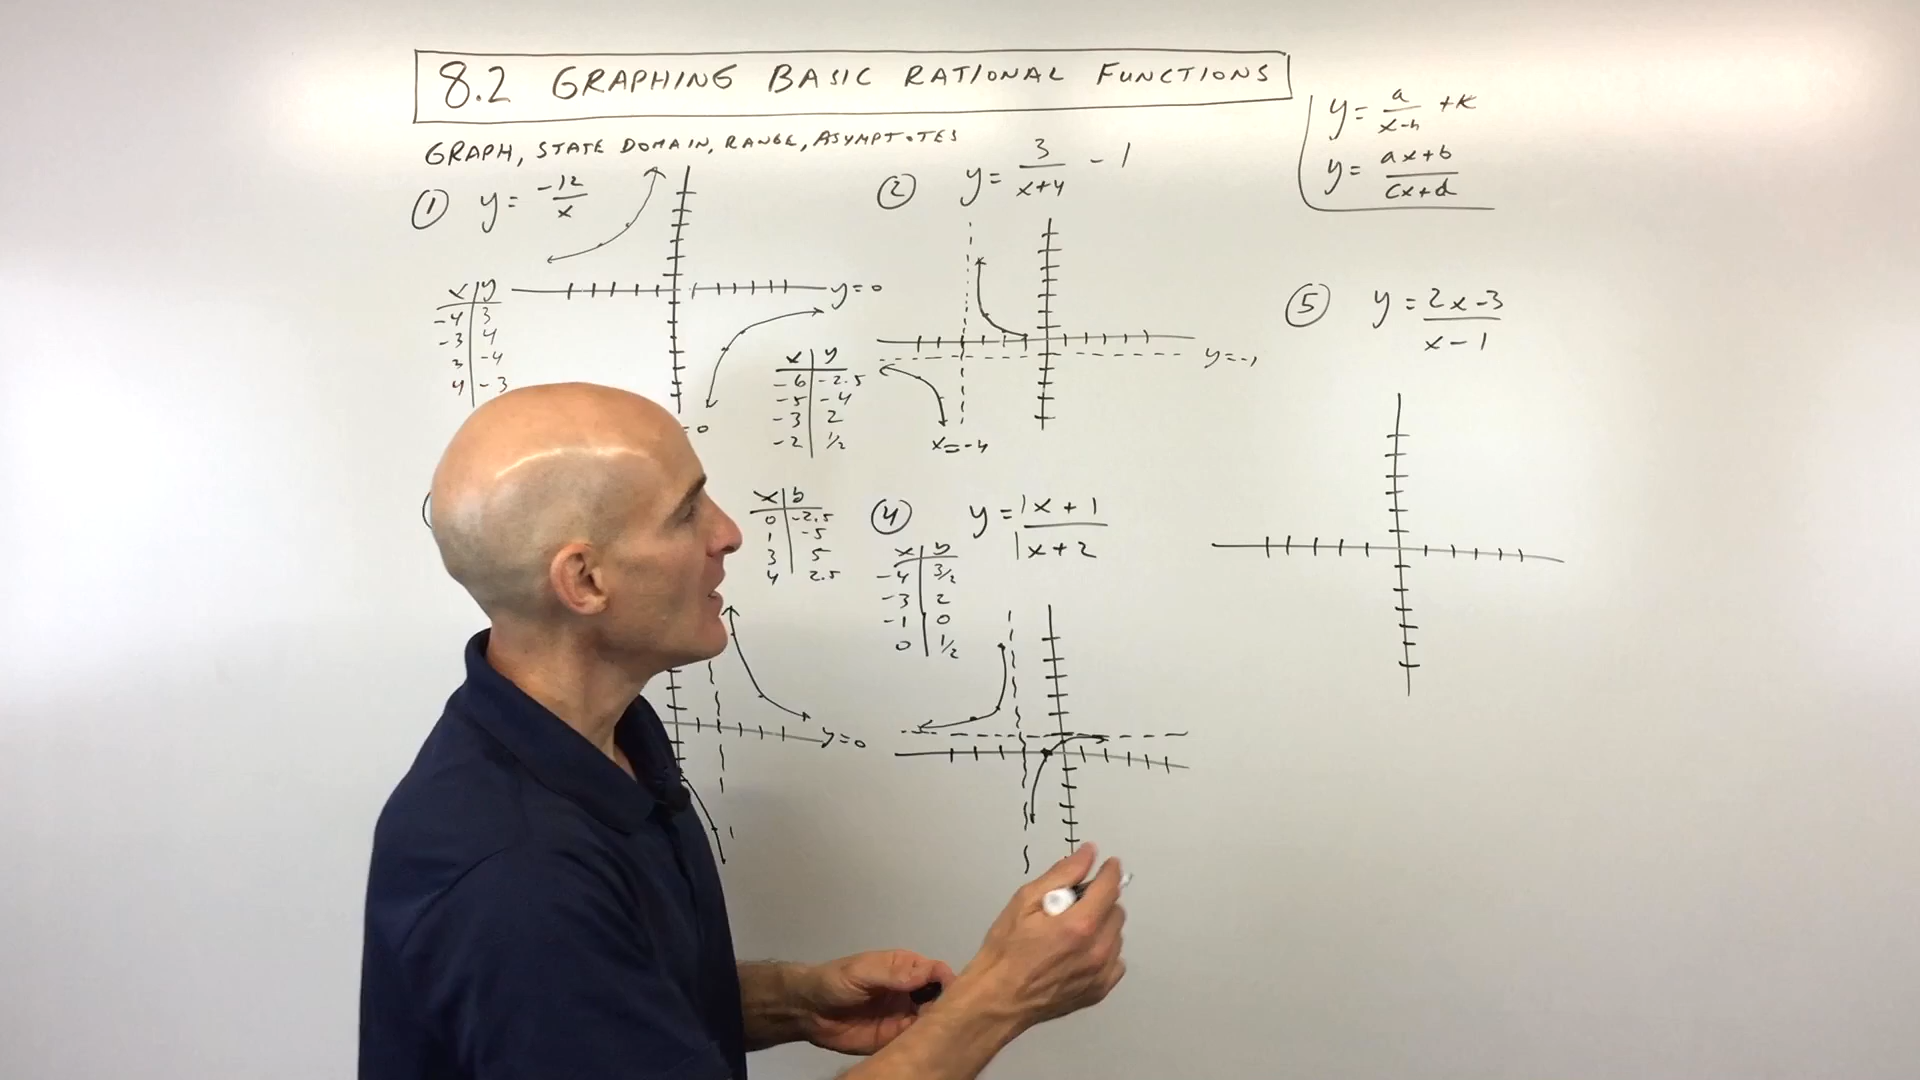 8.2 GRAPHING BASIC RATIONAL FUNCTIONS
GRAPH, STATE DOMAIN, RANGE, ASYMPTOTES
y = a/(x-h) + k
y = (ax+b)/(cx+d)
① y = -12/x
x | y
-4 | 3
-3 | 4
3 | -4
4 | -3
y=0
=0
② y = 3/(x+4) - 1
x | y
-6 | -2.5
-5 | -4
-3 | 2
-2 | 1/2
y=-1
x=-4
x | y
0 | -2.5
1 | -5
3 | 5
4 | 2.5
y=0
④ y = (1x+1)/(1x+2)
x | y
-4 | 3/2
-3 | 2
-1 | 0
0 | 1/2
⑤ y = (2x-3)/(x-1)